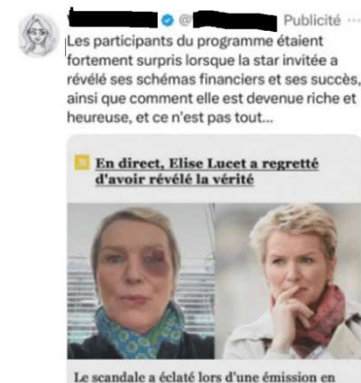 @
Publicité ...
Les participants du programme étaient
fortement surpris lorsque la star invitée a
révélé ses schémas financiers et ses succès,
ainsi que comment elle est devenue riche et
heureuse, et ce n'est pas tout...
En direct, Elise Lucet a regretté
d'avoir révélé la vérité
Le scandale a éclaté lors d'une émission en